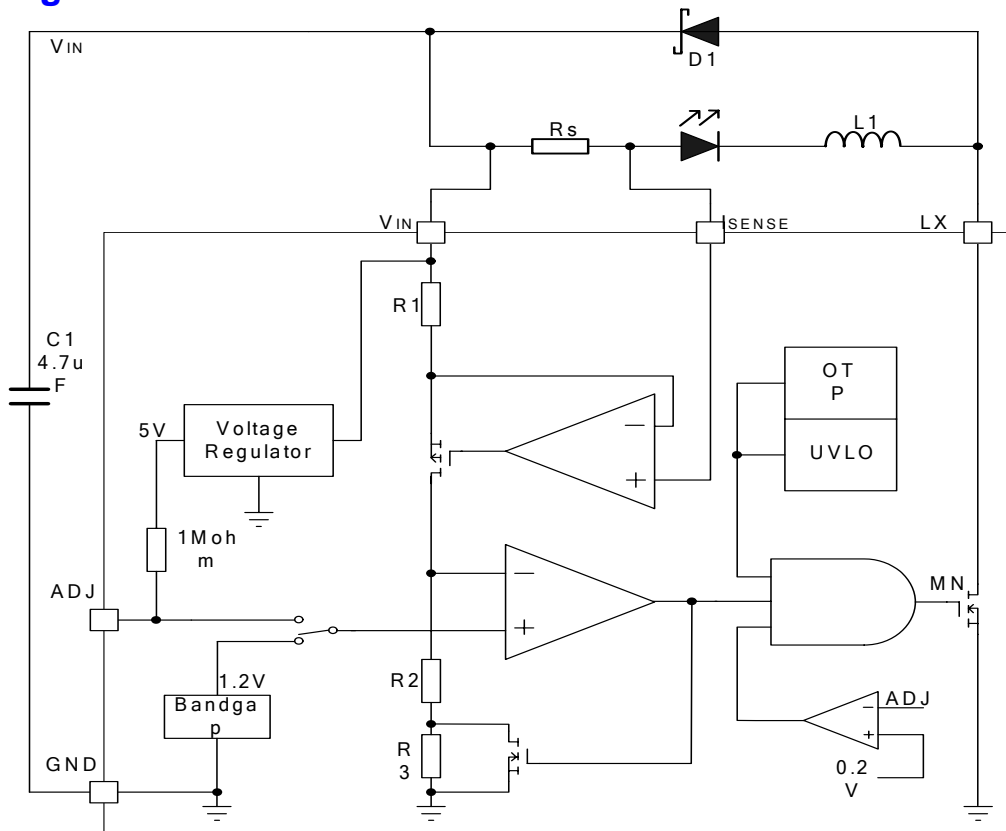 VIN
D1
Rs
L1
VIN
ISENSE
LX
R1
C1
4.7u
F
OT
P
5V
Voltage
Regulator
UVLO
1Moh
m
ADJ
MN
1.2V
R2
Bandga
p
ADJ
GND
R
3
0.2
V